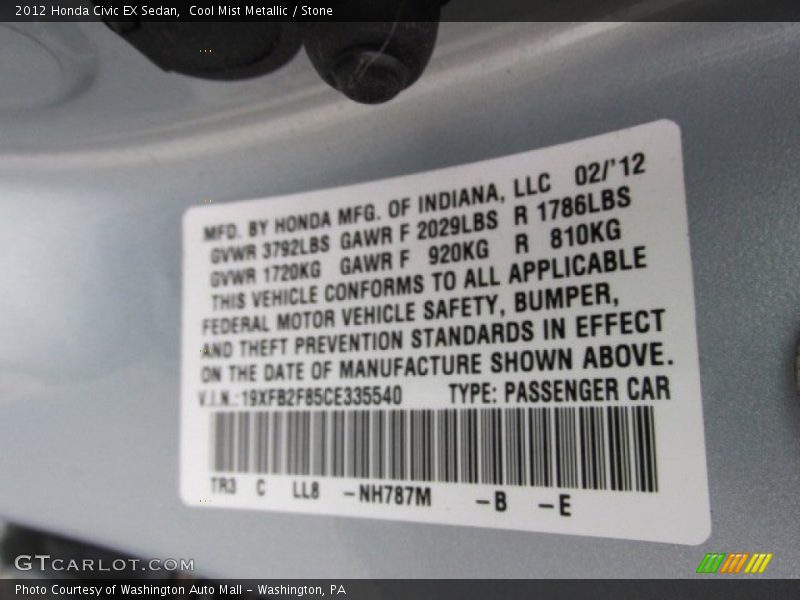 2012 Honda Civic EX Sedan, Cool Mist Metallic / Stone
MFD. BY HONDA MFG. OF INDIANA, LLC 02/'12
GVWR 3792LBS GAWR F 2029LBS R 1786LBS
GVWR 1720KG GAWR F 920KG R 810KG
THIS VEHICLE CONFORMS TO ALL APPLICABLE
FEDERAL MOTOR VEHICLE SAFETY, BUMPER,
AND THEFT PREVENTION STANDARDS IN EFFECT
ON THE DATE OF MANUFACTURE SHOWN ABOVE.
V.I.N.:19XFB2F85CE335540 TYPE: PASSENGER CAR
TR3 C LL8 -NH787M -B -E
GTCARLOT.COM
Photo Courtesy of Washington Auto Mall - Washington, PA